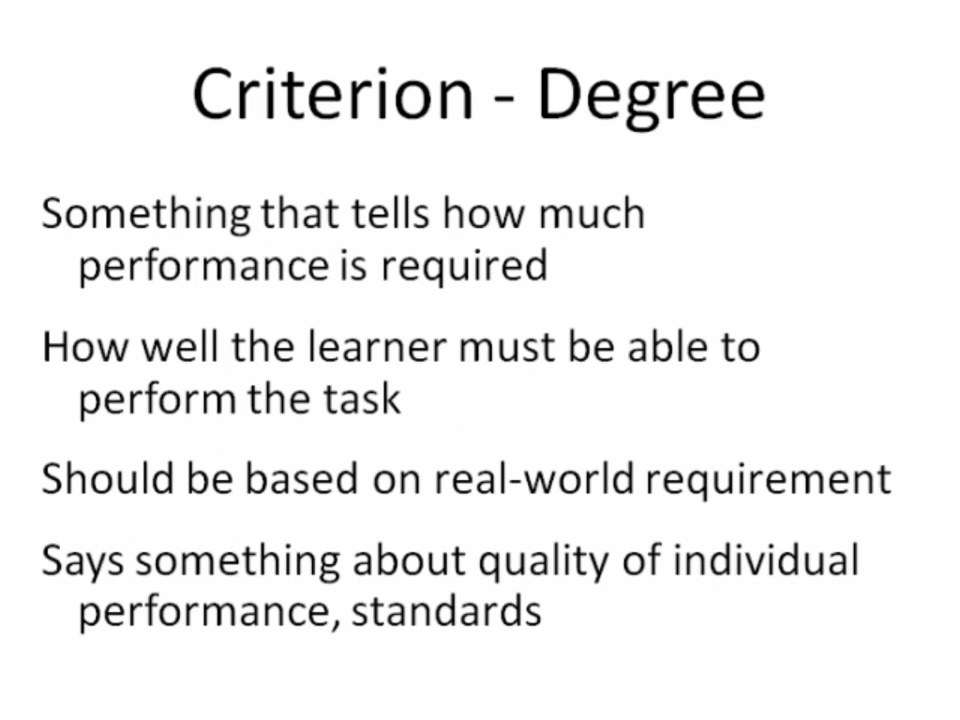 Criterion - Degree
Something that tells how much
performance is required
How well the learner must be able to
perform the task
Should be based on real-world requirement
Says something about quality of individual
performance, standards